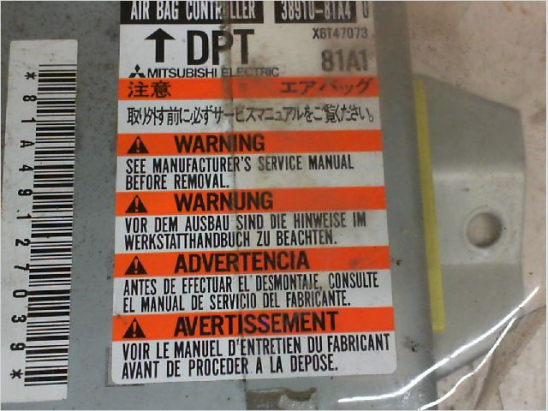 AIR BAG CONTROLLER 38910-81A4 0
X6T47073
↑ DPT
81A1
MITSUBISHI ELECTRIC
注意 エアバッグ
取り外す前に必ずサービスマニュアルをご覧ください。
WARNING
SEE MANUFACTURER'S SERVICE MANUAL
BEFORE REMOVAL.
WARNUNG
VOR DEM AUSBAU SIND DIE HINWEISE IM
WERKSTATTHANDBUCH ZU BEACHTEN.
ADVERTENCIA
ANTES DE EFECTUAR EL DESMONTAJE, CONSULTE
EL MANUAL DE SERVICIO DEL FABRICANTE.
AVERTISSEMENT
VOIR LE MANUEL D'ENTRETIEN DU FABRICANT
AVANT DE PROCEDER A LA DEPOSE.
*81A49127039*